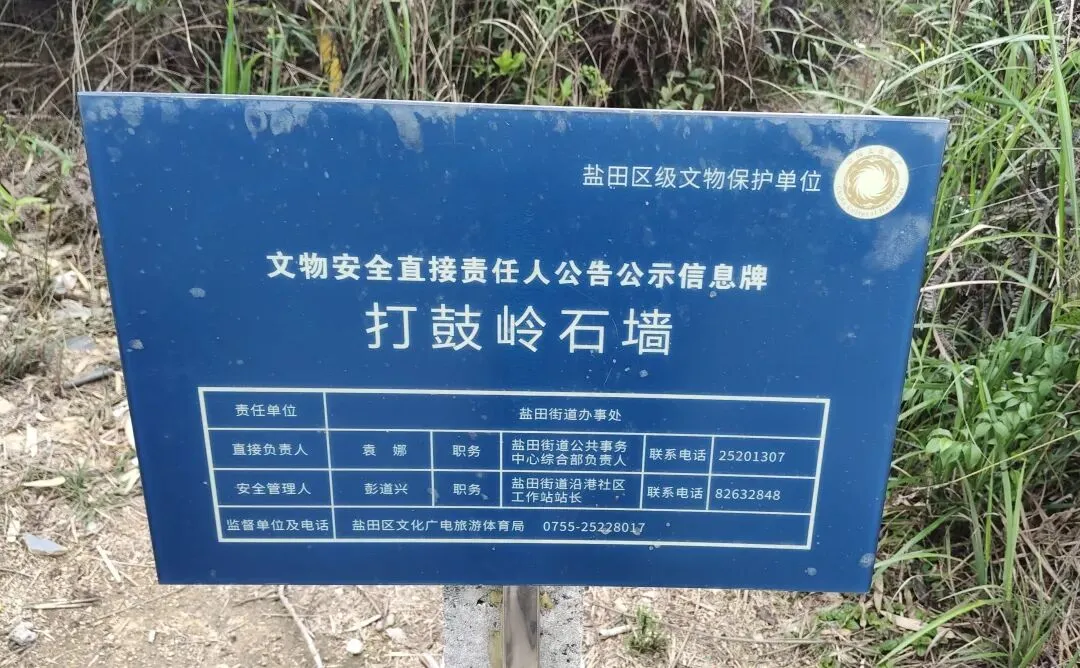 盐田区级文物保护单位
文物安全直接责任人公告公示信息牌
打鼓岭石墙
责任单位 盐田街道办事处
直接负责人 袁 娜 职务 盐田街道公共事务 联系电话 25201307
中心综合部负责人
安全管理人 彭道兴 职务 盐田街道沿港社区 联系电话 82632848
工作站站长
监督单位及电话 盐田区文化广电旅游体育局 0755-25228017